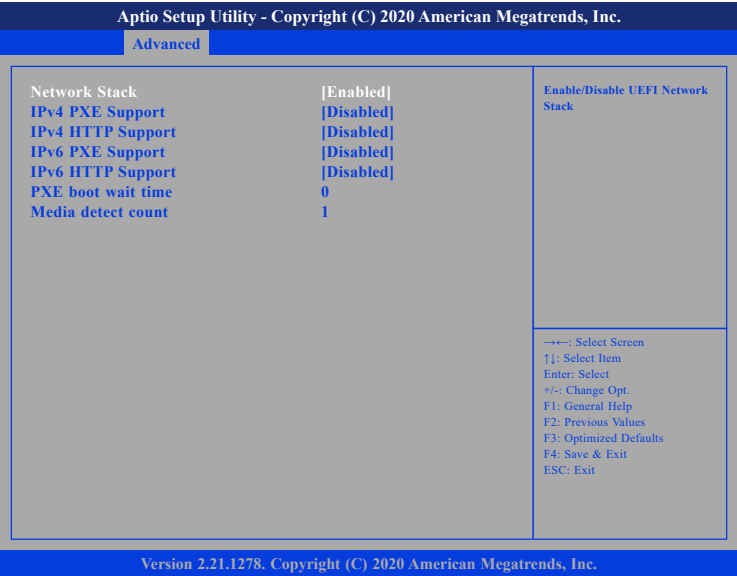 Aptio Setup Utility - Copyright (C) 2020 American Megatrends, Inc.
Advanced
Network Stack [Enabled]
IPv4 PXE Support [Disabled]
IPv4 HTTP Support [Disabled]
IPv6 PXE Support [Disabled]
IPv6 HTTP Support [Disabled]
PXE boot wait time 0
Media detect count 1
Enable/Disable UEFI Network
Stack
→←: Select Screen
↑↓: Select Item
Enter: Select
+/-: Change Opt.
F1: General Help
F2: Previous Values
F3: Optimized Defaults
F4: Save & Exit
ESC: Exit
Version 2.21.1278. Copyright (C) 2020 American Megatrends, Inc.